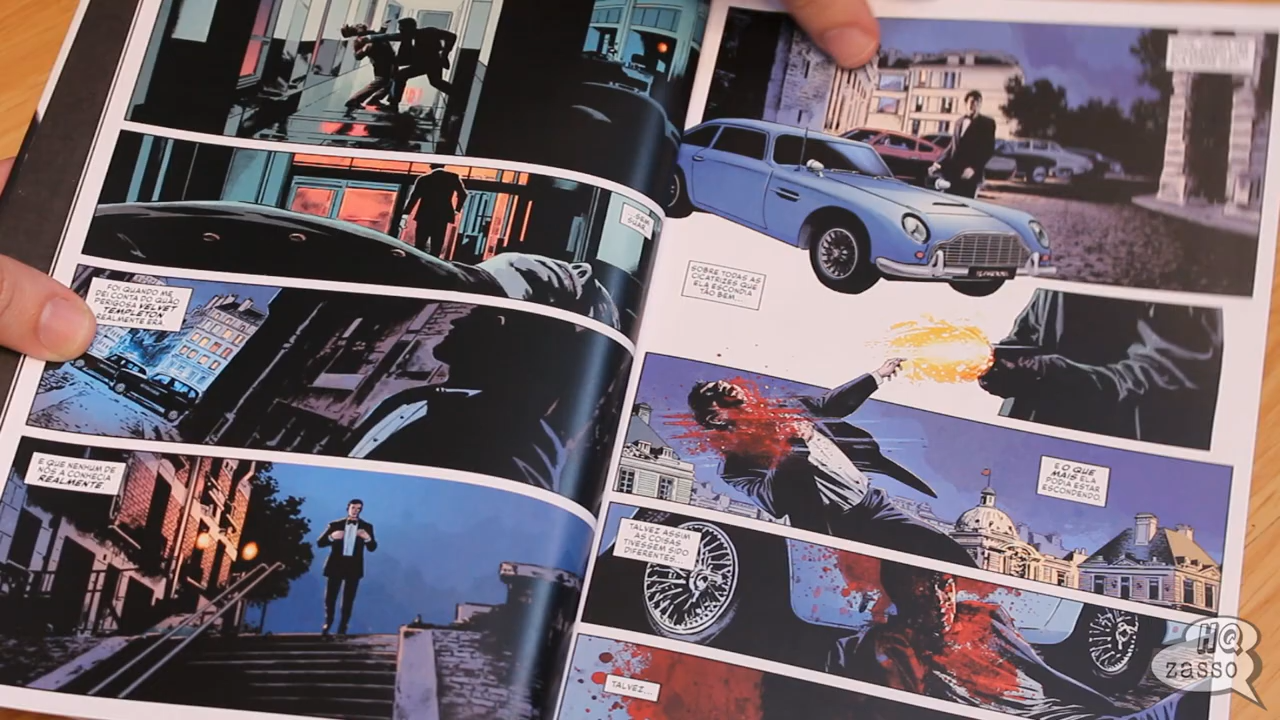 ...SEM
SUAR.
FOI QUANDO ME
DEI CONTA DO QUÃO
PERIGOSA VELVET
TEMPLETON
REALMENTE ERA.
E QUE NENHUM DE
NÓS A CONHECIA
REALMENTE.
SOBRE TODAS AS
CICATRIZES QUE
ELA ESCONDIA
TÃO BEM...
E O QUE
MAIS ELA
PODIA ESTAR
ESCONDENDO.
TALVEZ ASSIM
AS COISAS
TIVESSEM SIDO
DIFERENTES...
TALVEZ...
HQ
zasso